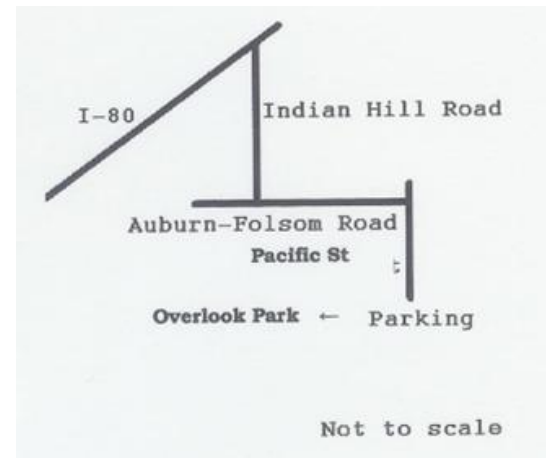 I-80
Indian Hill Road
Auburn-Folsom Road
Pacific St
Overlook Park ← Parking
Not to scale